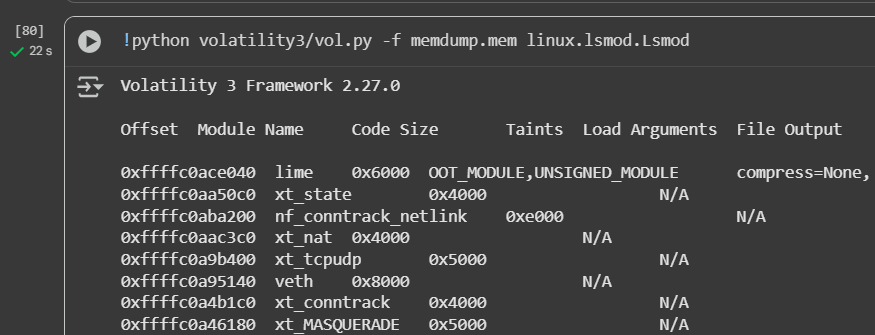 [80]
22 s
!python volatility3/vol.py -f memdump.mem linux.lsmod.Lsmod
Volatility 3 Framework 2.27.0
Offset Module Name Code Size Taints Load Arguments File Output
0xffffc0ace040 lime 0x6000 OOT_MODULE,UNSIGNED_MODULE compress=None,
0xffffc0aa50c0 xt_state 0x4000 N/A
0xffffc0aba200 nf_conntrack_netlink 0xe000 N/A
0xffffc0aac3c0 xt_nat 0x4000 N/A
0xffffc0a9b400 xt_tcpudp 0x5000 N/A
0xffffc0a95140 veth 0x8000 N/A
0xffffc0a4b1c0 xt_conntrack 0x4000 N/A
0xffffc0a46180 xt_MASQUERADE 0x5000 N/A